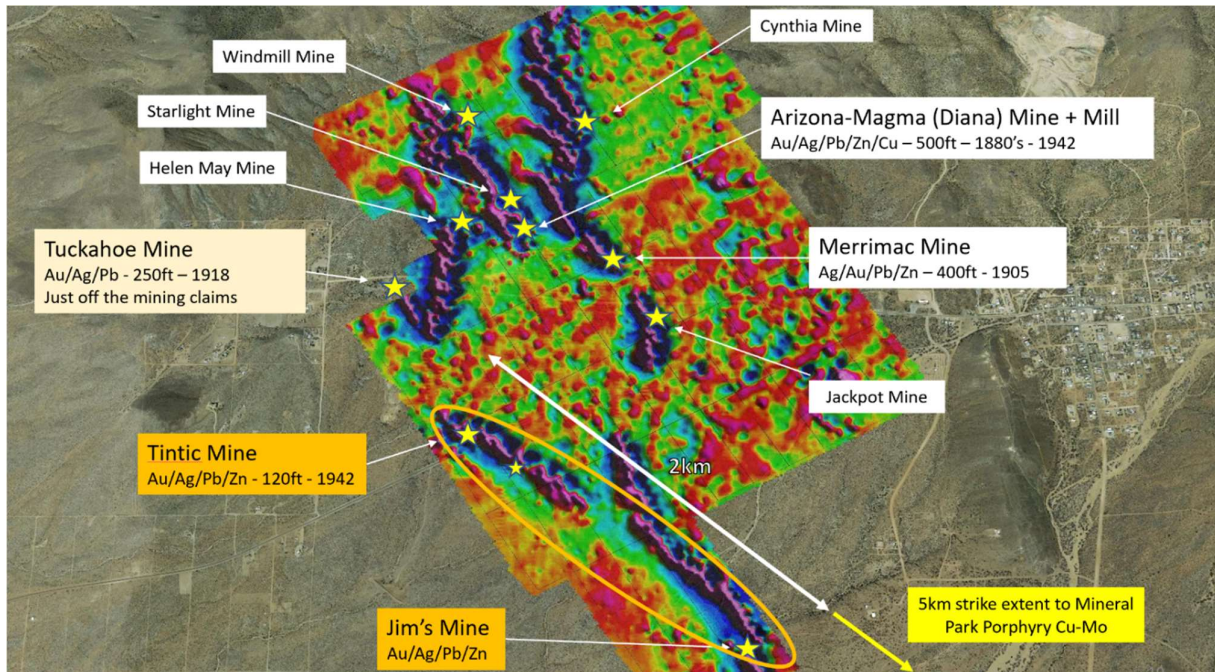 Cynthia Mine
Windmill Mine
Starlight Mine
Arizona-Magma (Diana) Mine + Mill
Au/Ag/Pb/Zn/Cu – 500ft – 1880's - 1942
Helen May Mine
Tuckahoe Mine
Au/Ag/Pb - 250ft – 1918
Just off the mining claims
Merrimac Mine
Ag/Au/Pb/Zn – 400ft - 1905
Jackpot Mine
Tintic Mine
Au/Ag/Pb/Zn - 120ft - 1942
2km
5km strike extent to Mineral
Park Porphyry Cu-Mo
Jim's Mine
Au/Ag/Pb/Zn